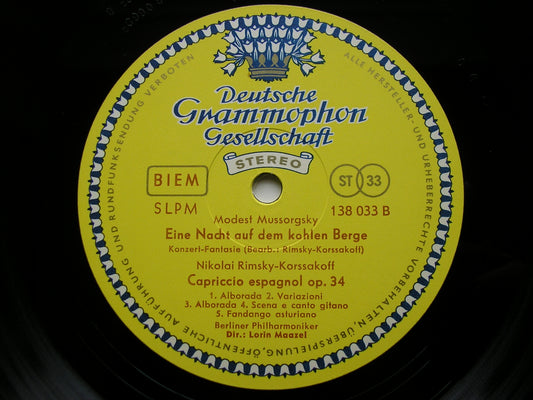 ALLE HERSTELLER- UND URHEBERRECHTE VORBEHALTEN, ÜBERSPIELUNG, ÖFFENTLICHE AUFFÜHRUNG UND RUNDFUNKSENDUNG VERBOTEN
Deutsche
Grammophon
Gesellschaft
STEREO
BIEM
ST 33
SLPM
138 033 B
Modest Mussorgsky
Eine Nacht auf dem kahlen Berge
Konzert-Fantasie (Bearb.: Rimsky-Korssakoff)
Nikolai Rimsky-Korssakoff
Capriccio espagnol op. 34
1. Alborada 2. Variazioni
3. Alborada 4. Scena e canto gitano
5. Fandango asturiano
Berliner Philharmoniker
Dir.: Lorin Maazel